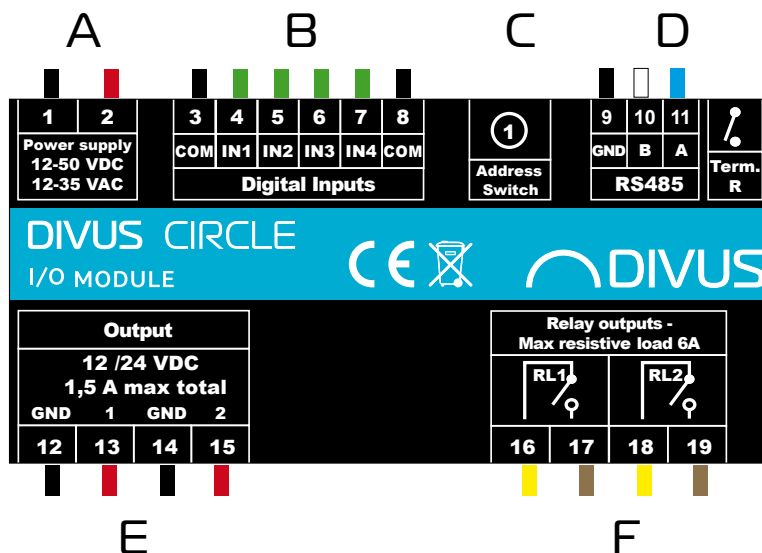 A B C D
1 2 3 4 5 6 7 8 1 9 10 11
Power supply
12-50 VDC
12-35 VAC
COM IN1 IN2 IN3 IN4 COM
Digital Inputs
Address
Switch
GND B A
RS485
Term.
R
DIVUS CIRCLE
I/O MODULE
CE
DIVUS
Output
12 /24 VDC
1,5 A max total
GND 1 GND 2
12 13 14 15
Relay outputs -
Max resistive load 6A
RL1 RL2
16 17 18 19
E F